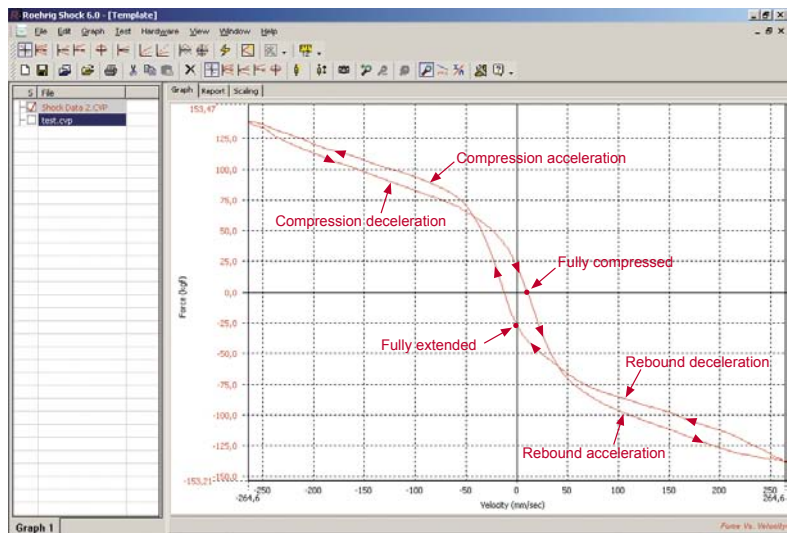 Roehrig Shock 6.0 - [Template]
File Edit Graph Test Hardware View Window Help
S File
Shock Data 2.CVP
test.cvp
Graph Report Scaling
153,47
125,0
100,0
75,0
50,0
25,0
0,0
-25,0
-50,0
-75,0
-100,0
-125,0
-150,0
-153,21
Force (kgf)
Compression acceleration
Compression deceleration
Fully compressed
Fully extended
Rebound deceleration
Rebound acceleration
-264,6
-250 -200 -150 -100 -50 0 50 100 150 200 250
264,6
Velocity (mm/sec)
Graph 1
Force Vs. Velocity